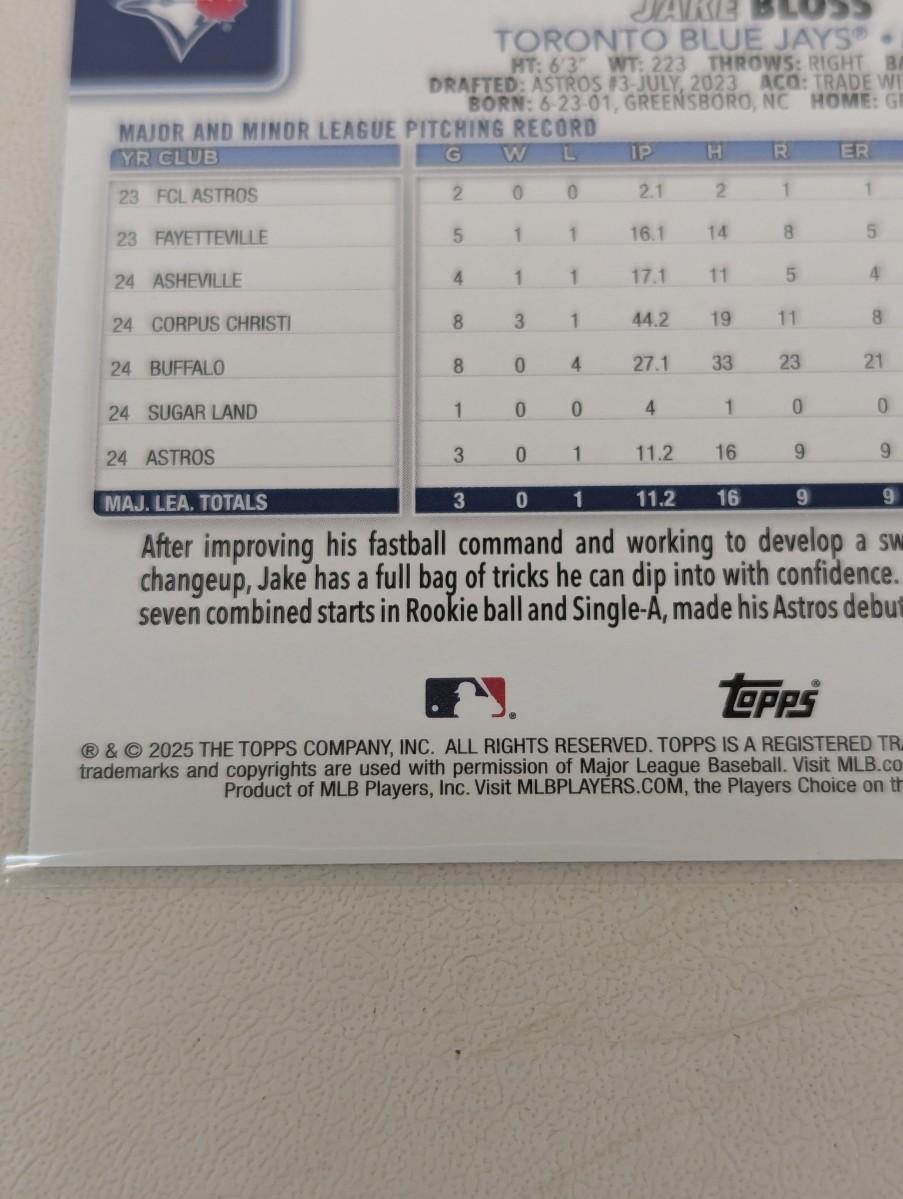 JAKE BLOSS
TORONTO BLUE JAYS® •
HT: 6'3" WT: 223 THROWS: RIGHT
DRAFTED: ASTROS #3-JULY, 2023 ACQ: TRADE
BORN: 6-23-01, GREENSBORO, NC HOME:
MAJOR AND MINOR LEAGUE PITCHING RECORD
YR CLUB G W L IP H R ER
23 FCL ASTROS 2 0 0 2.1 2 1 1
23 FAYETTEVILLE 5 1 1 16.1 14 8 5
24 ASHEVILLE 4 1 1 17.1 11 5 4
24 CORPUS CHRISTI 8 3 1 44.2 19 11 8
24 BUFFALO 8 0 4 27.1 33 23 21
24 SUGAR LAND 1 0 0 4 1 0 0
24 ASTROS 3 0 1 11.2 16 9 9
MAJ. LEA. TOTALS 3 0 1 11.2 16 9 9
After improving his fastball command and working to develop a sw
changeup, Jake has a full bag of tricks he can dip into with confidence.
seven combined starts in Rookie ball and Single-A, made his Astros debut
®
TOPPS®
® & © 2025 THE TOPPS COMPANY, INC. ALL RIGHTS RESERVED. TOPPS IS A REGISTERED TR
trademarks and copyrights are used with permission of Major League Baseball. Visit MLB.co
Product of MLB Players, Inc. Visit MLBPLAYERS.COM, the Players Choice on th